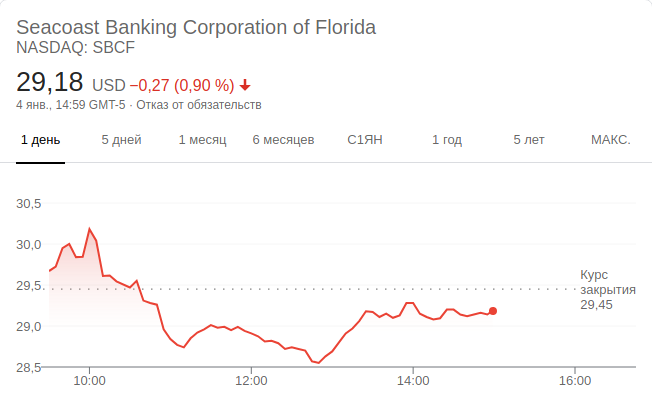 Seacoast Banking Corporation of Florida
NASDAQ: SBCF
29,18 USD −0,27 (0,90 %)
4 янв., 14:59 GMT-5 · Отказ от обязательств
1 день 5 дней 1 месяц 6 месяцев С1ЯН 1 год 5 лет МАКС.
30,5
30,0
29,5
29,0
28,5
Курс
закрытия
29,45
10:00 12:00 14:00 16:00